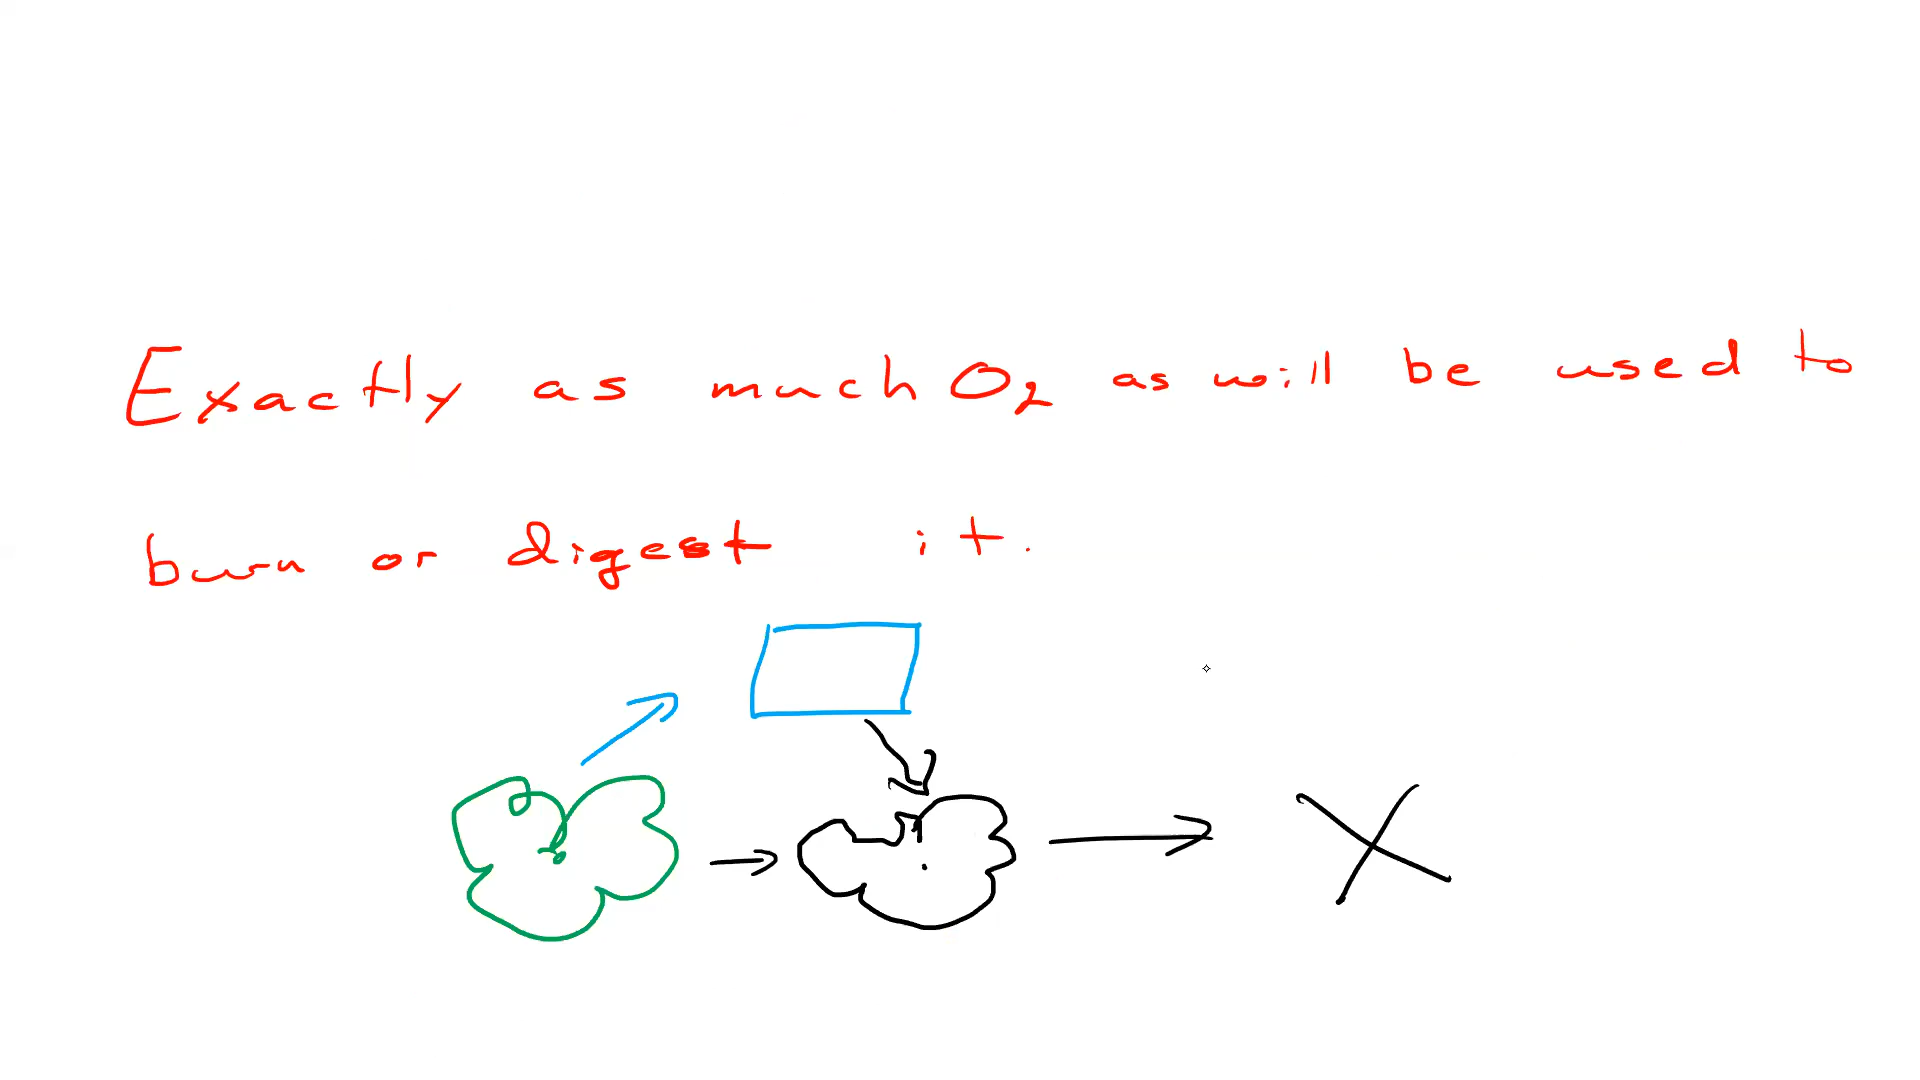 Exactly as much O2 as will be used to
burn or digest it.